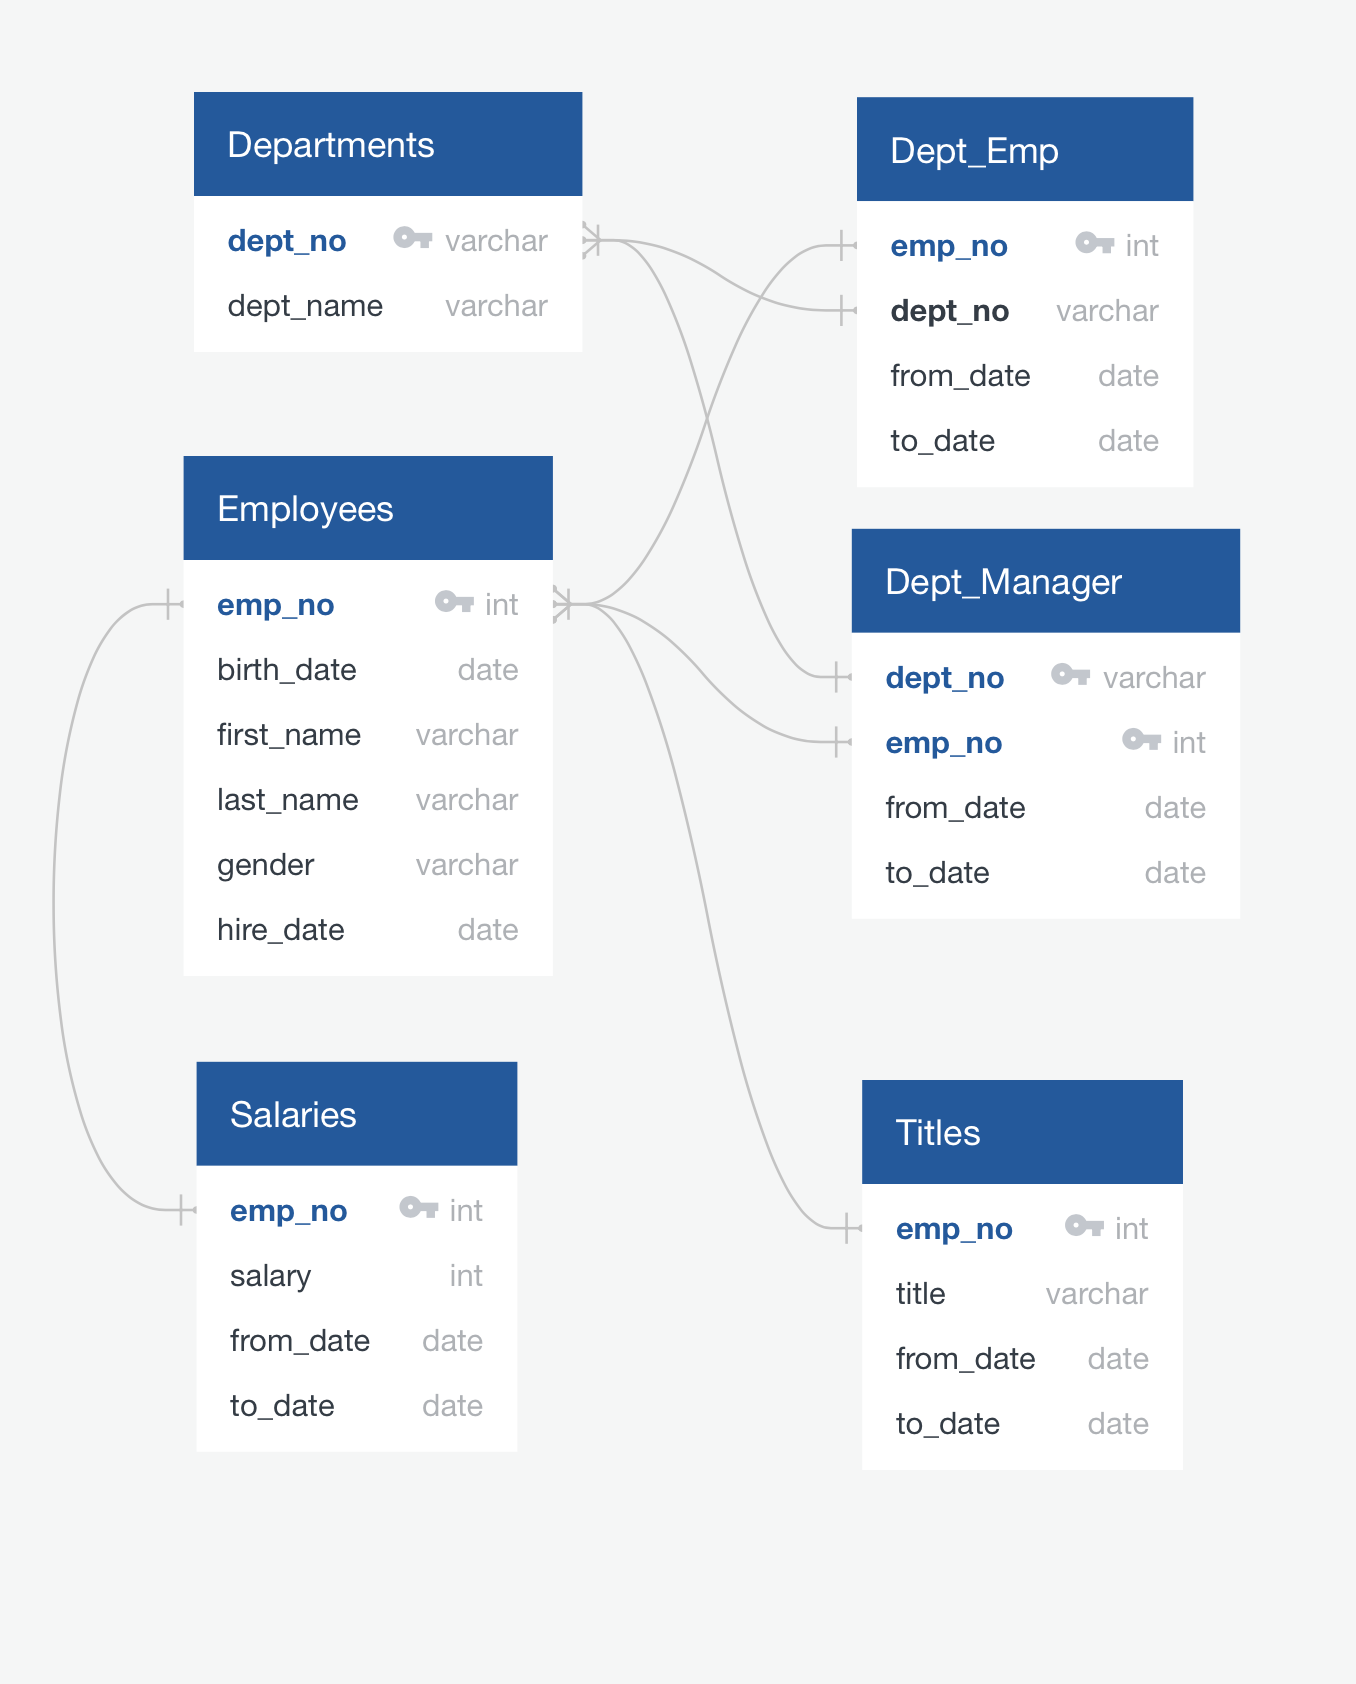 Departments
dept_no varchar
dept_name varchar
Dept_Emp
emp_no int
dept_no varchar
from_date date
to_date date
Employees
emp_no int
birth_date date
first_name varchar
last_name varchar
gender varchar
hire_date date
Dept_Manager
dept_no varchar
emp_no int
from_date date
to_date date
Salaries
emp_no int
salary int
from_date date
to_date date
Titles
emp_no int
title varchar
from_date date
to_date date